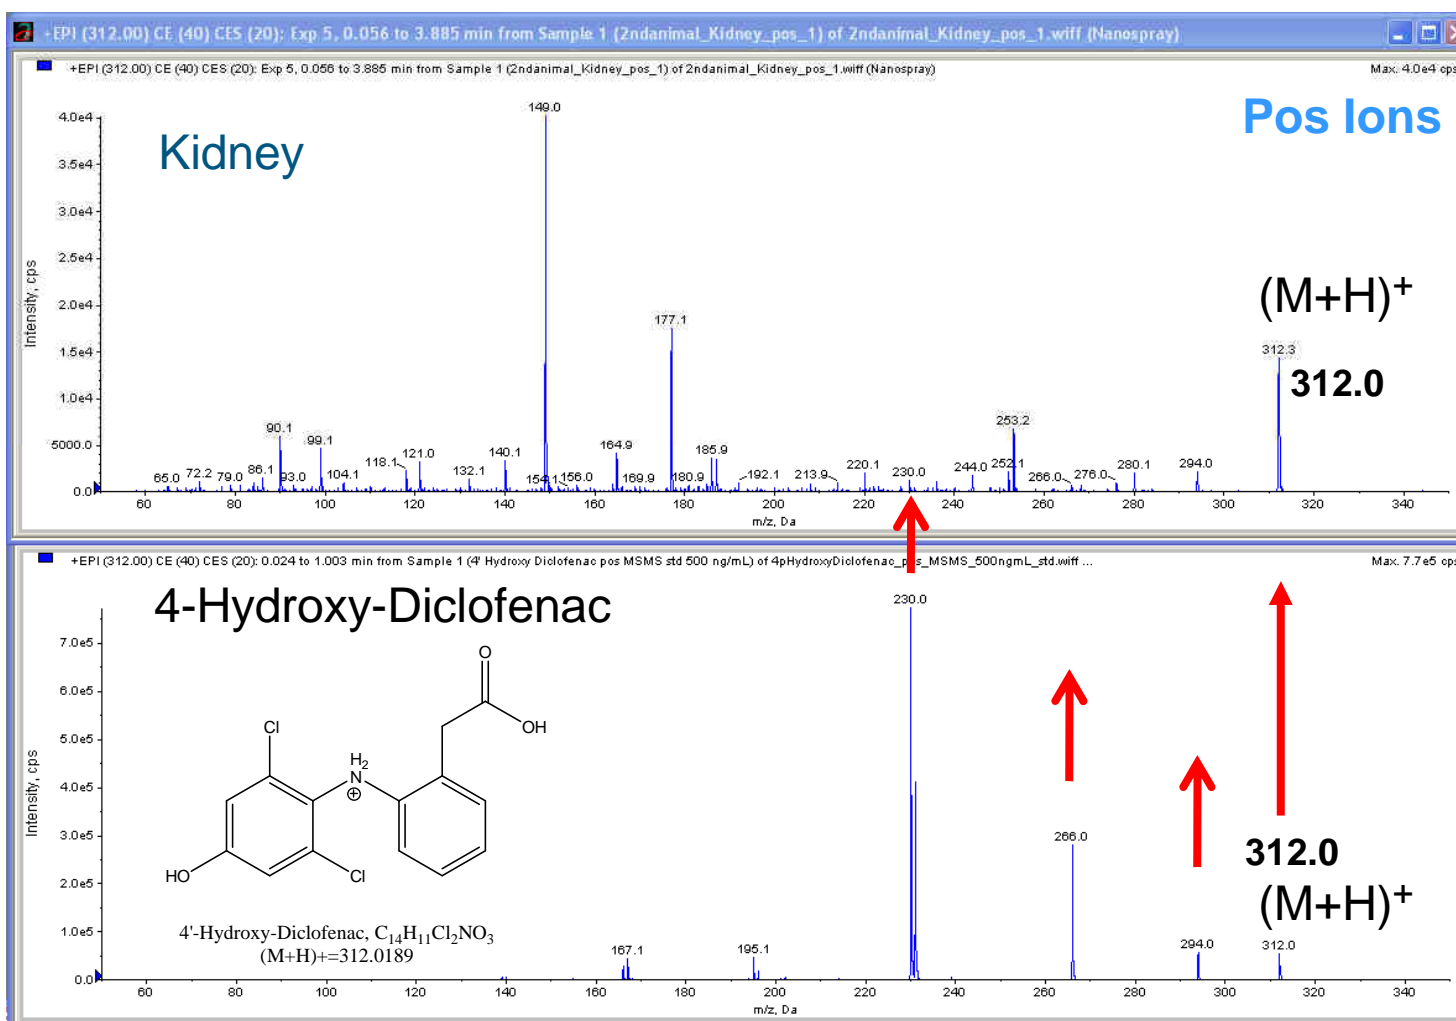 +EPI (312.00) CE (40) CES (20): Exp 5, 0.056 to 3.885 min from Sample 1 (2ndanimal_Kidney_pos_1) of 2ndanimal_Kidney_pos_1.wiff (Nanospray)
+EPI (312.00) CE (40) CES (20): Exp 5, 0.056 to 3.885 min from Sample 1 (2ndanimal_Kidney_pos_1) of 2ndanimal_Kidney_pos_1.wiff (Nanospray)
Max. 4.0e4 cps
Pos Ions
Kidney
(M+H)+
312.0
Intensity, cps
4.0e4
3.5e4
3.0e4
2.5e4
2.0e4
1.5e4
1.0e4
5000.0
0.0
65.0
72.2
79.0
86.1
90.1
93.0
99.1
104.1
118.1
121.0
132.1
140.1
149.0
154.1
156.0
164.9
169.9
177.1
180.9
185.9
192.1
213.9
220.1
230.0
244.0
252.1
253.2
266.0
276.0
280.1
294.0
312.3
60 80 100 120 140 160 180 200 220 240 260 280 300 320 340
m/z, Da
+EPI (312.00) CE (40) CES (20): 0.024 to 1.003 min from Sample 1 (4' Hydroxy Diclofenac pos MSMS std 500 ng/mL) of 4pHydroxyDiclofenac_pos_MSMS_500ngmL_std.wiff ...
Max. 7.7e5 cps
4-Hydroxy-Diclofenac
Intensity, cps
7.0e5
6.0e5
5.0e5
4.0e5
3.0e5
2.0e5
1.0e5
0.0
O
OH
Cl
H2
N
⊕
HO
Cl
4'-Hydroxy-Diclofenac, C14H11Cl2NO3
(M+H)+=312.0189
167.1
195.1
230.0
266.0
294.0
312.0
312.0
(M+H)+
60 80 100 120 140 160 180 200 220 240 260 280 300 320 340
m/z, Da